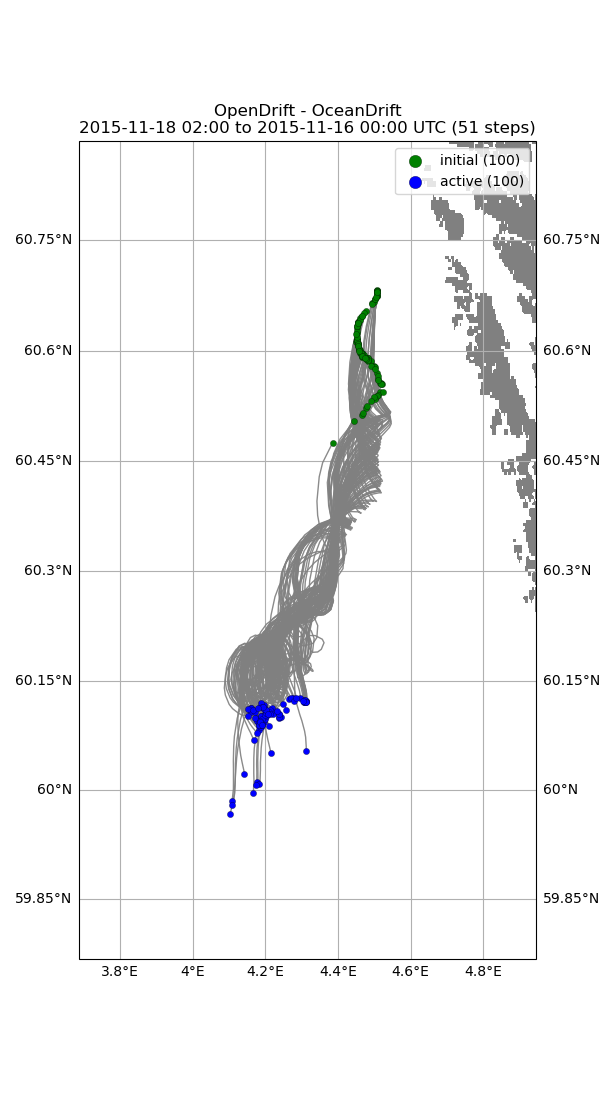 OpenDrift - OceanDrift
2015-11-18 02:00 to 2015-11-16 00:00 UTC (51 steps)
initial (100)
active (100)
60.75°N 60.75°N
60.6°N 60.6°N
60.45°N 60.45°N
60.3°N 60.3°N
60.15°N 60.15°N
60°N 60°N
59.85°N 59.85°N
3.8°E 4°E 4.2°E 4.4°E 4.6°E 4.8°E